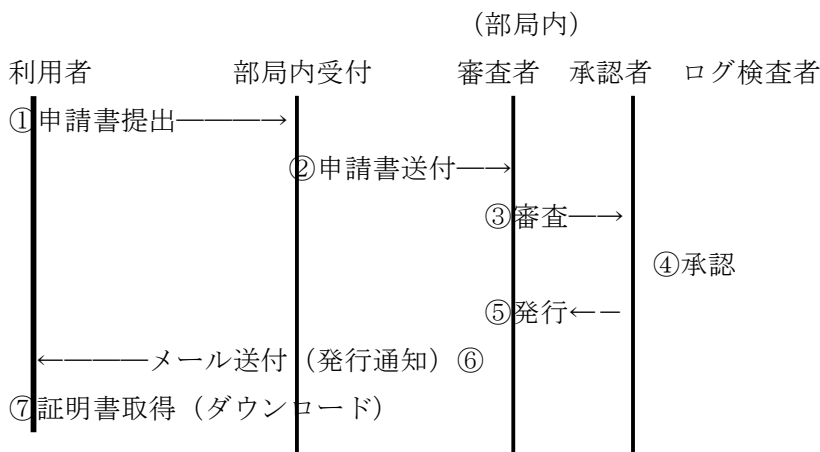 (部局内)
利用者 部局内受付 審査者 承認者 ログ検査者
①申請書提出―――→
②申請書送付―→
③審査―→
④承認
⑤発行←−
←―――メール送付(発行通知)⑥
⑦証明書取得(ダウンロード)